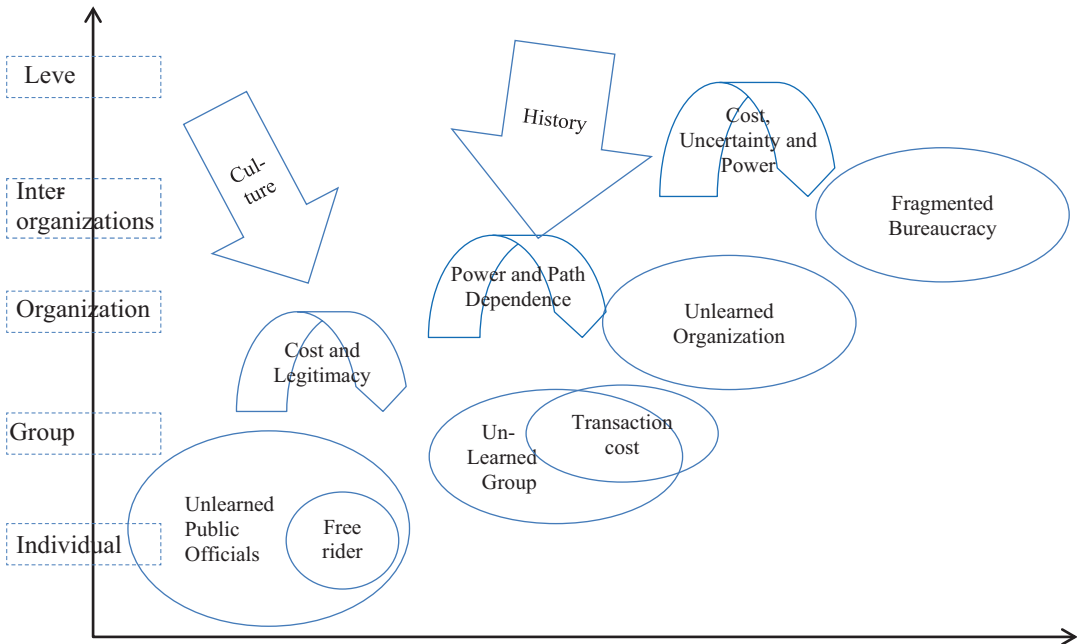 Leve
Inter-
organizations
Organization
Group
Individual
Cul-
ture
History
Cost,
Uncertainty and
Power
Fragmented
Bureaucracy
Power and Path
Dependence
Unlearned
Organization
Cost and
Legitimacy
Un-
Learned
Group
Transaction
cost
Unlearned
Public
Officials
Free
rider